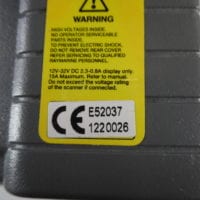 WARNING
HIGH VOLTAGES INSIDE.
NO OPERATOR SERVICEABLE
PARTS INSIDE.
TO PREVENT ELECTRIC SHOCK,
DO NOT REMOVE REAR COVER
REFER SERVICING TO QUALIFIED
RAYMARINE PERSONNEL.
12V-32V DC 2.3-0.8A display only.
15A Maximum. Refer to manual.
Do not exceed the voltage rating
of the scanner if connected.
CE E52037
1220026